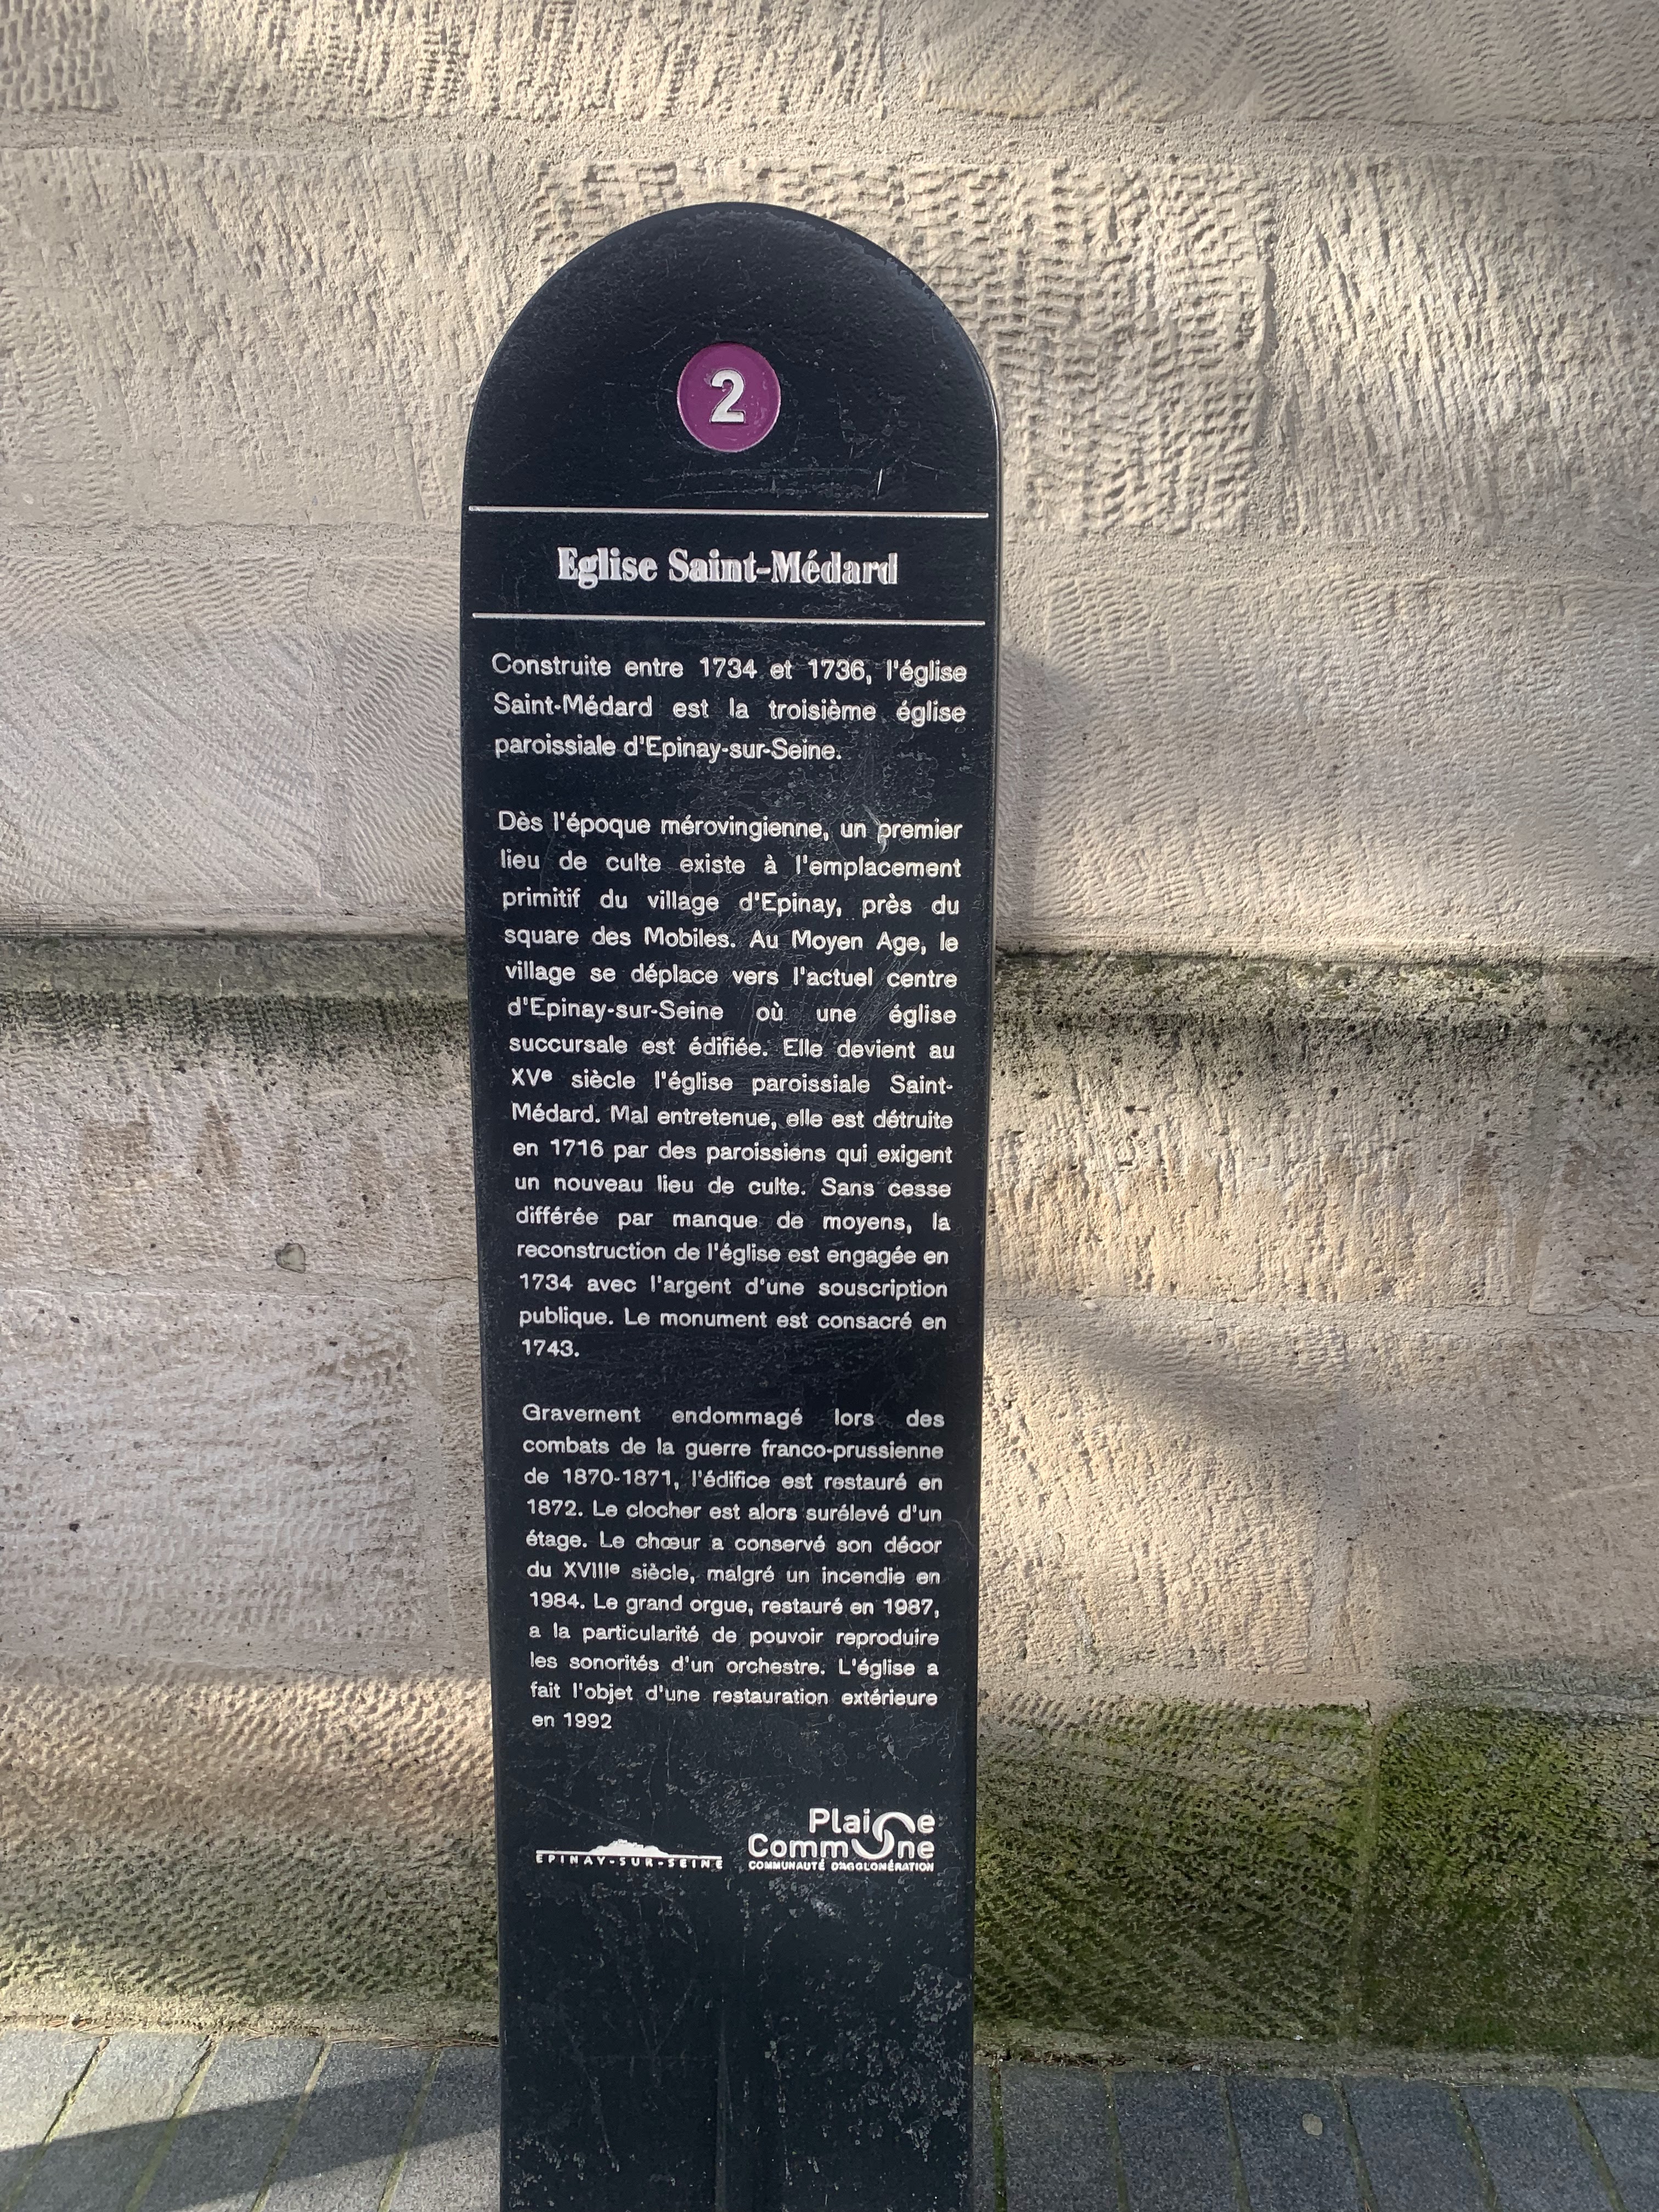 2
Eglise Saint-Médard
Construite entre 1734 et 1736, l'église
Saint-Médard est la troisième église
paroissiale d'Epinay-sur-Seine.
Dès l'époque mérovingienne, un premier
lieu de culte existe à l'emplacement
primitif du village d'Epinay, près du
square des Mobiles. Au Moyen Age, le
village se déplace vers l'actuel centre
d'Epinay-sur-Seine où une église
succursale est édifiée. Elle devient au
XVe siècle l'église paroissiale Saint-
Médard. Mal entretenue, elle est détruite
en 1716 par des paroissiens qui exigent
un nouveau lieu de culte. Sans cesse
différée par manque de moyens, la
reconstruction de l'église est engagée en
1734 avec l'argent d'une souscription
publique. Le monument est consacré en
1743.
Gravement endommagé lors des
combats de la guerre franco-prussienne
de 1870-1871, l'édifice est restauré en
1872. Le clocher est alors surélevé d'un
étage. Le chœur a conservé son décor
du XVIIIe siècle, malgré un incendie en
1984. Le grand orgue, restauré en 1987,
a la particularité de pouvoir reproduire
les sonorités d'un orchestre. L'église a
fait l'objet d'une restauration extérieure
en 1992
EPINAY-SUR-SEINE
Plaine
Commune
COMMUNAUTÉ D'AGGLOMÉRATION